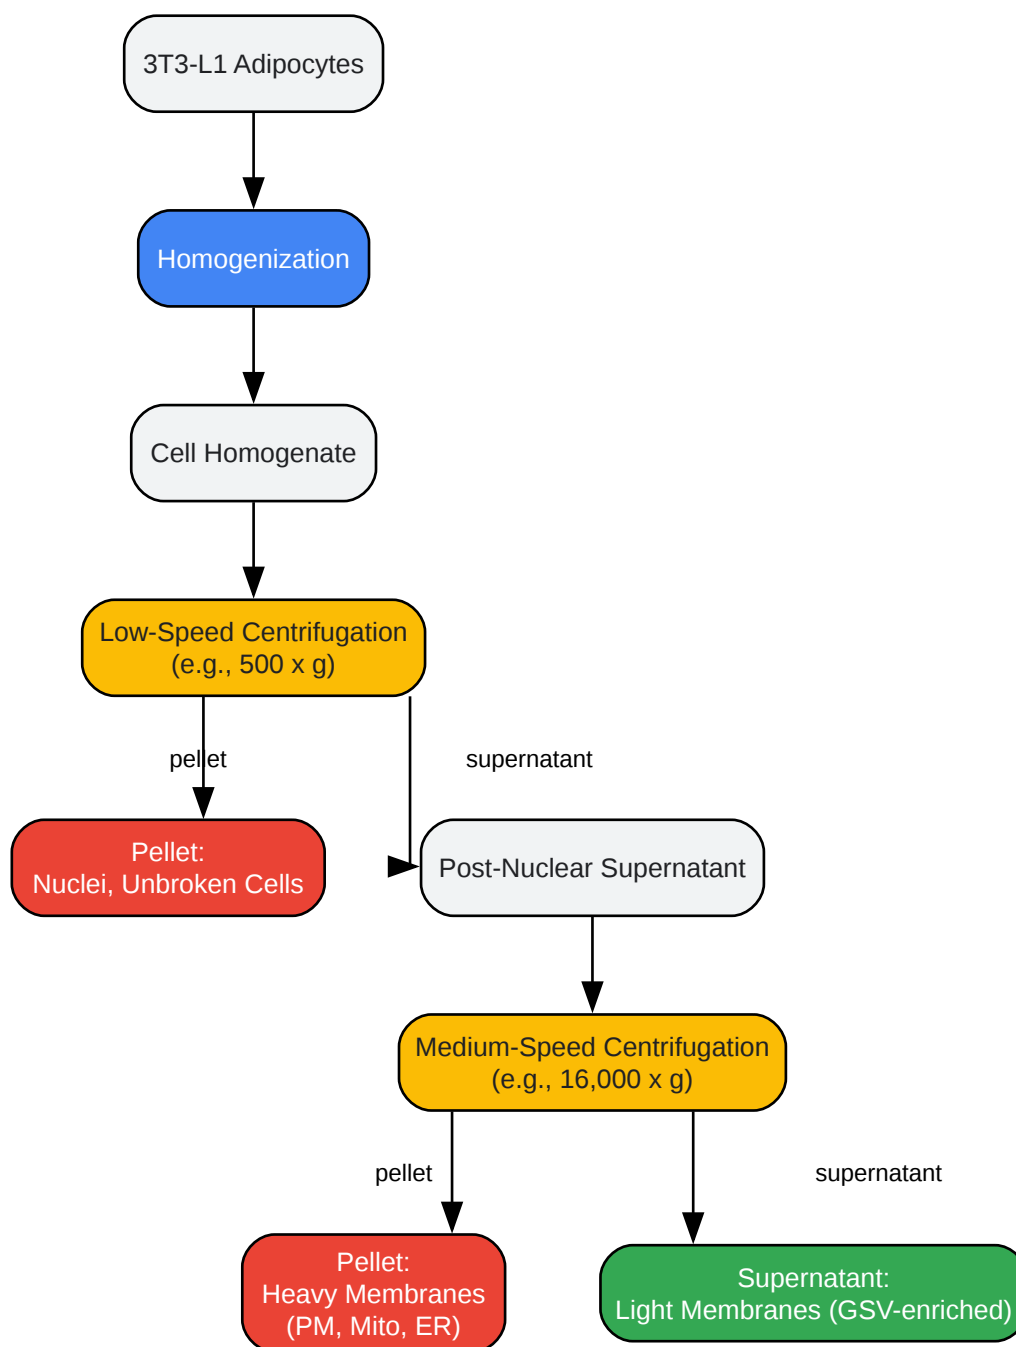 3T3-L1 Adipocytes
Homogenization
Cell Homogenate
Low-Speed Centrifugation
(e.g., 500 x g)
pellet
supernatant
Pellet:
Nuclei, Unbroken Cells
Post-Nuclear Supernatant
Medium-Speed Centrifugation
(e.g., 16,000 x g)
pellet
supernatant
Pellet:
Heavy Membranes
(PM, Mito, ER)
Supernatant:
Light Membranes (GSV-enriched)